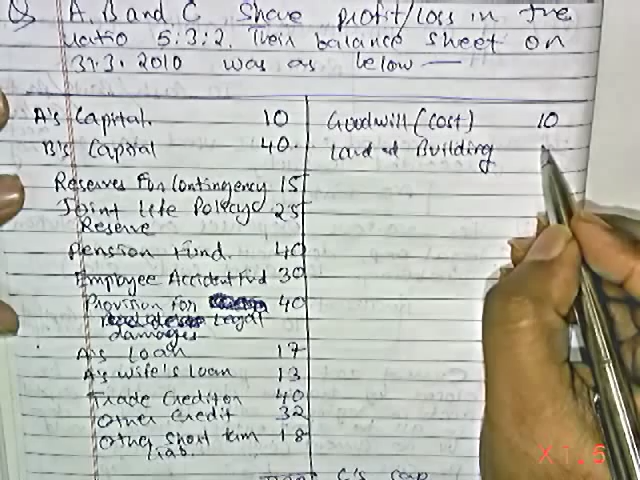 Q A, B and C share profit/loss in the
ratio 5:3:2. Their balance sheet on
31.3.2010 was as below —
A's Capital. 10 Goodwill (cost) 10
B's Capital 40. Land d Building
Reserves for Contingency 15
Joint Life Policy 25
Reserve
Pension Fund. 40
Employee Accident Fund 30
Provision for 40
Legal
damages
A's Loan 17
A's wife's Loan 13
Trade Creditor 40
Other Credit 32
Other short term 18
liab
C's cap
X1.5